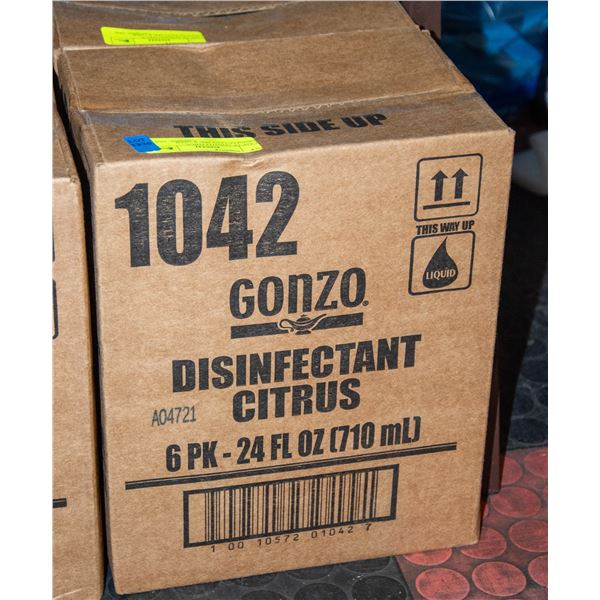 THIS SIDE UP
1042
THIS WAY UP
LIQUID
GONZO®
DISINFECTANT
CITRUS
A04721
6 PK - 24 FL OZ (710 mL)
1 00 10572 01042 7